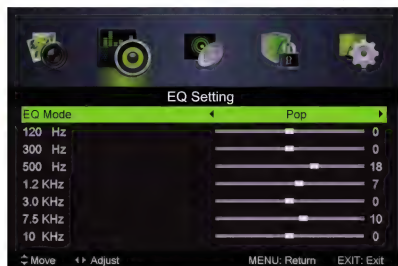 EQ Setting
EQ Mode Pop
120 Hz 0
300 Hz 0
500 Hz 18
1.2 KHz 7
3.0 KHz 0
7.5 KHz 10
10 KHz 0
Move Adjust MENU: Return EXIT: Exit